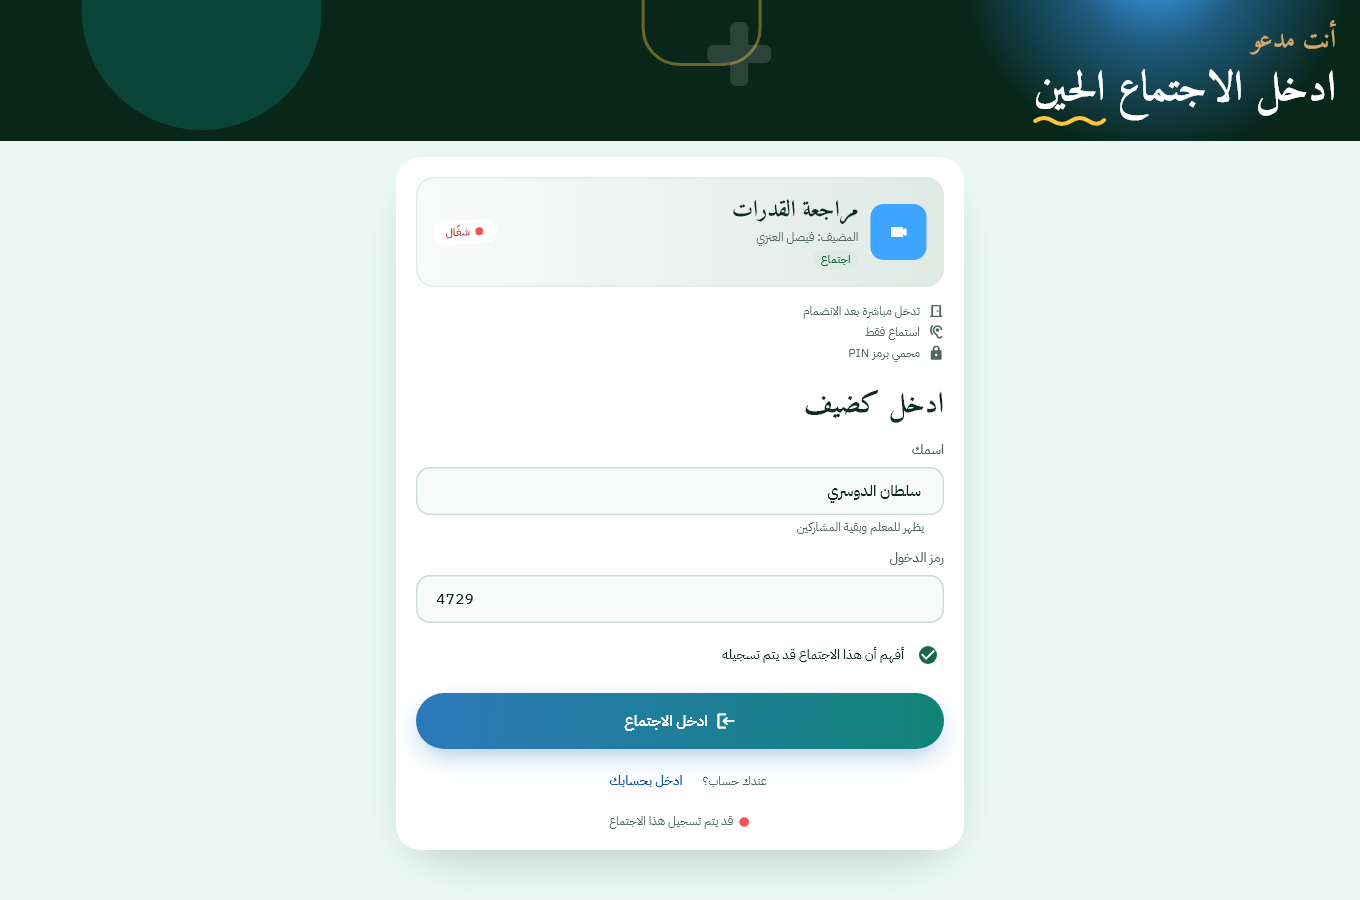 أنت مدعو
ادخل الاجتماع الحين
مراجعة القدرات
المضيف: فيصل العنزي
اجتماع
شغّال
تدخل مباشرة بعد الانضمام
استماع فقط
محمي برمز PIN
ادخل كضيف
اسمك
سلطان الدوسري
يظهر للمعلم وبقية المشاركين
رمز الدخول
4729
أفهم أن هذا الاجتماع قد يتم تسجيله
ادخل الاجتماع
عندك حساب؟ ادخل بحسابك
قد يتم تسجيل هذا الاجتماع